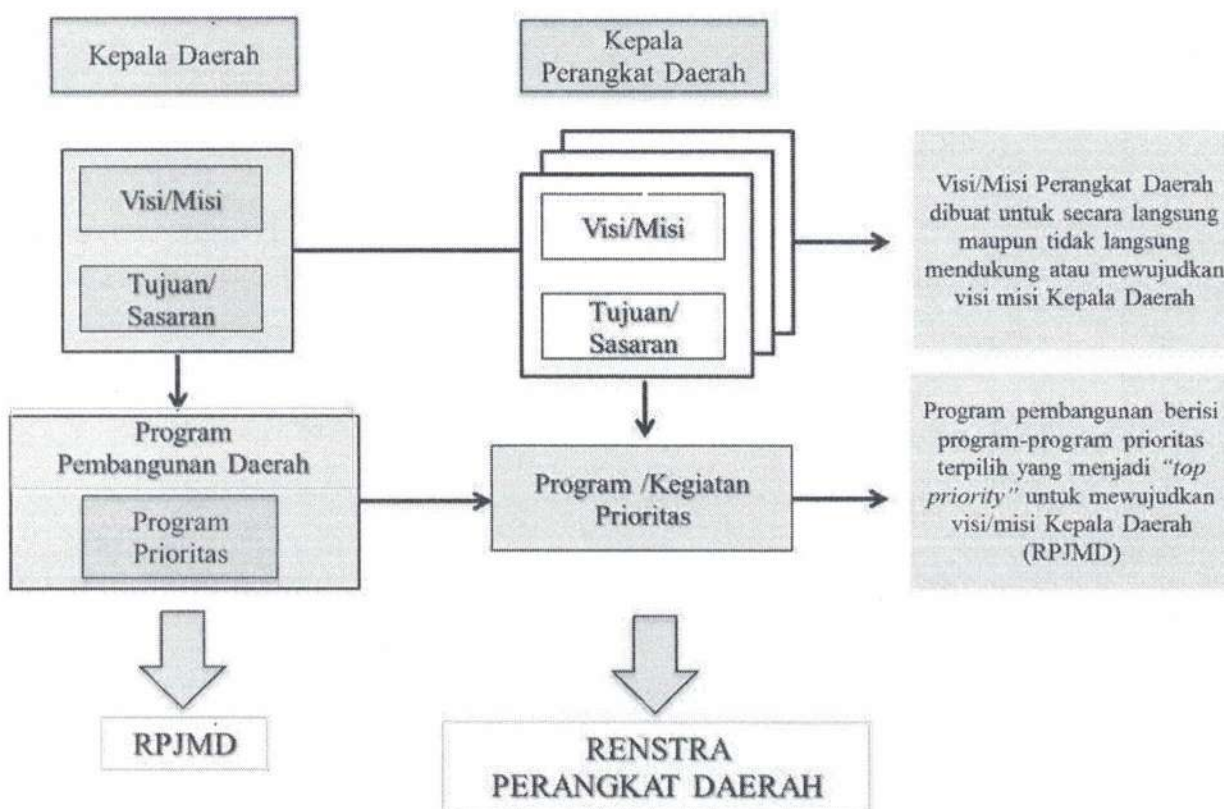 Kepala Daerah
Kepala
Perangkat Daerah
Visi/Misi
Tujuan/
Sasaran
Visi/Misi
Tujuan/
Sasaran
Visi/Misi Perangkat Daerah
dibuat untuk secara langsung
maupun tidak langsung
mendukung atau mewujudkan
visi misi Kepala Daerah
Program
Pembangunan Daerah
Program
Prioritas
Program /Kegiatan
Prioritas
Program pembangunan berisi
program-program prioritas
terpilih yang menjadi “top
priority” untuk mewujudkan
visi/misi Kepala Daerah
(RPJMD)
RPJMD
RENSTRA
PERANGKAT DAERAH